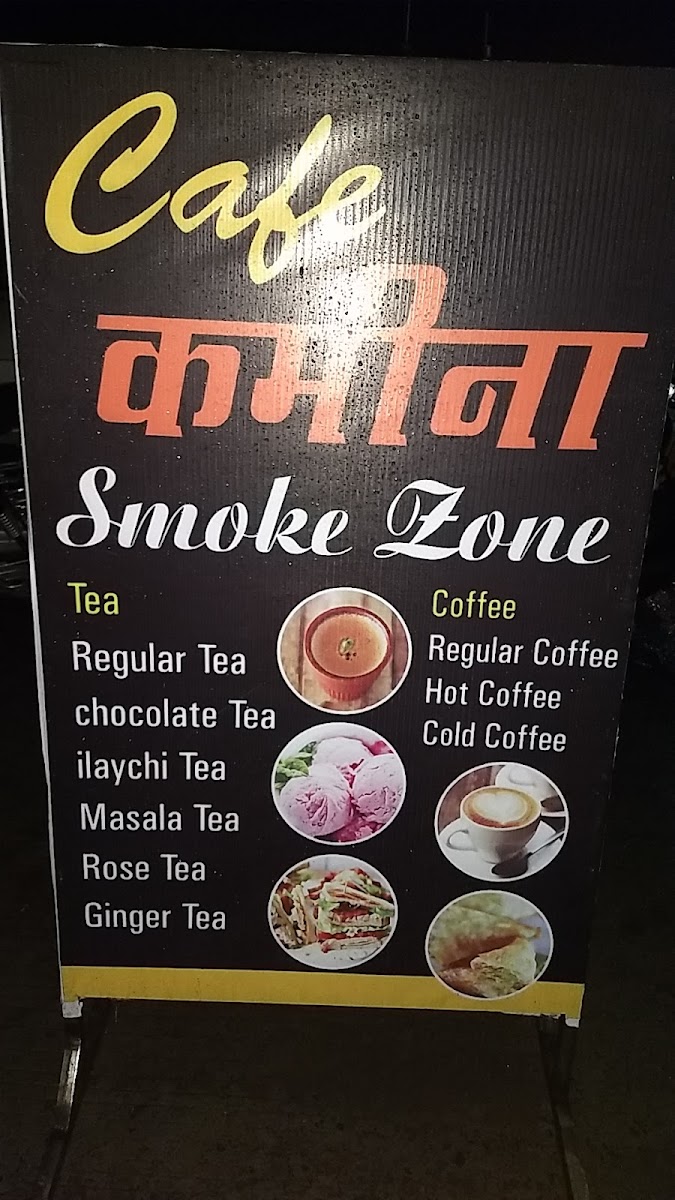 Cafe
कमीना
Smoke Zone
Tea
Regular Tea
chocolate Tea
ilaychi Tea
Masala Tea
Rose Tea
Ginger Tea
Coffee
Regular Coffee
Hot Coffee
Cold Coffee